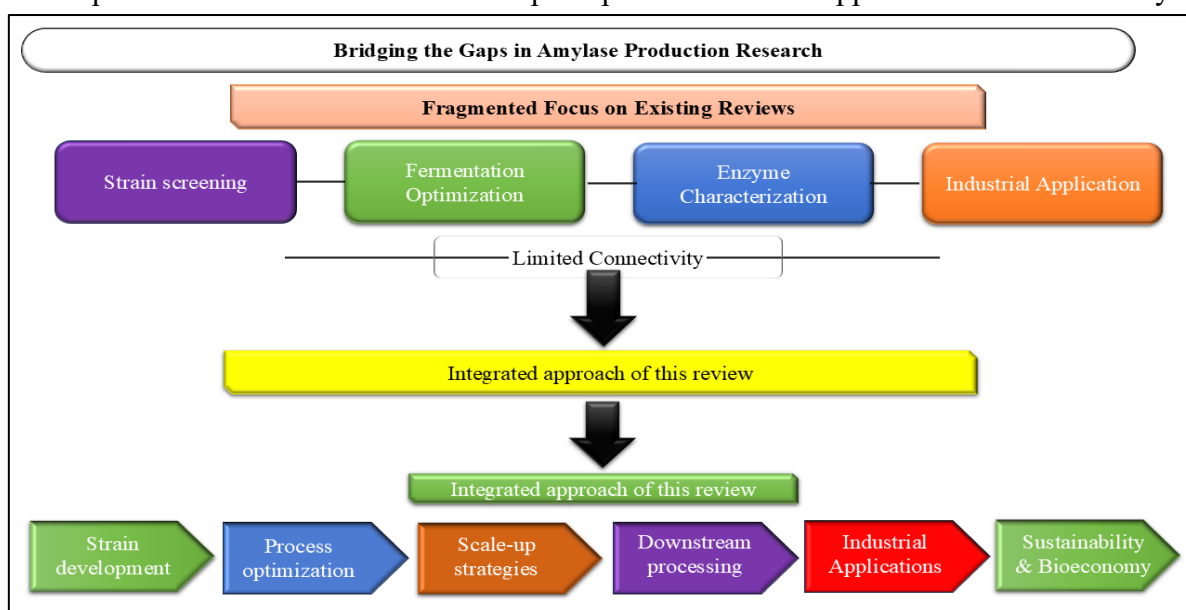 Bridging the Gaps in Amylase Production Research
Fragmented Focus on Existing Reviews
Strain screening
Fermentation
Optimization
Enzyme
Characterization
Industrial Application
Limited Connectivity
Integrated approach of this review
Integrated approach of this review
Strain
development
Process
optimization
Scale-up
strategies
Downstream
processing
Industrial
Applications
Sustainability
& Bioeconomy